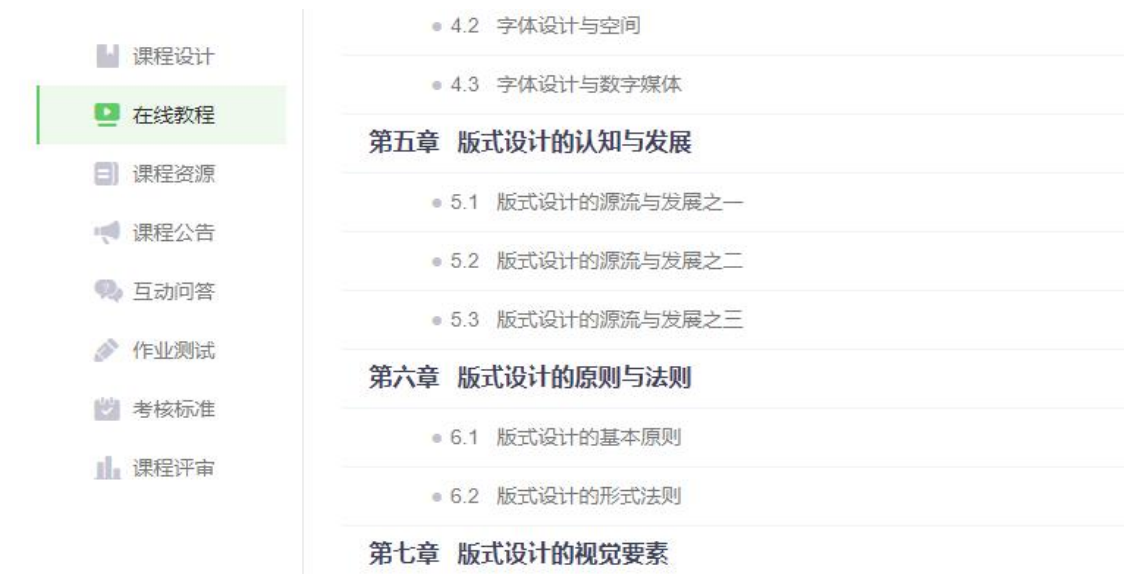 课程设计
在线教程
课程资源
课程公告
互动问答
作业测试
考核标准
课程评审
4.2 字体设计与空间
4.3 字体设计与数字媒体
第五章 版式设计的认知与发展
5.1 版式设计的源流与发展之一
5.2 版式设计的源流与发展之二
5.3 版式设计的源流与发展之三
第六章 版式设计的原则与法则
6.1 版式设计的基本原则
6.2 版式设计的形式法则
第七章 版式设计的视觉要素